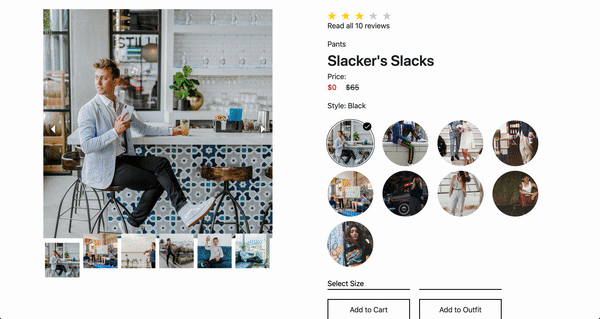 STILL
Read all 10 reviews
Pants
Slacker's Slacks
Price:
$0 $65
Style: Black
Select Size
Add to Cart Add to Outfit